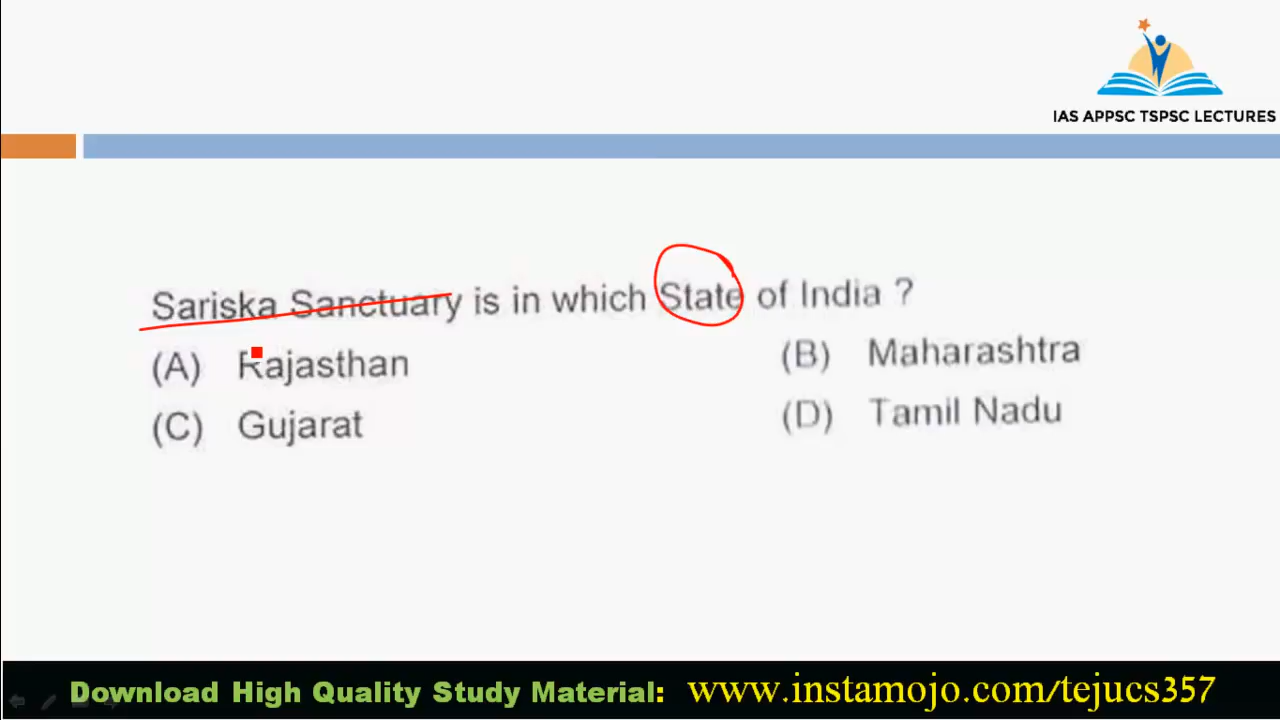 IAS APPSC TSPSC LECTURES
Sariska Sanctuary is in which State of India ?
(A) Rajasthan (B) Maharashtra
(C) Gujarat (D) Tamil Nadu
Download High Quality Study Material: www.instamojo.com/tejucs357